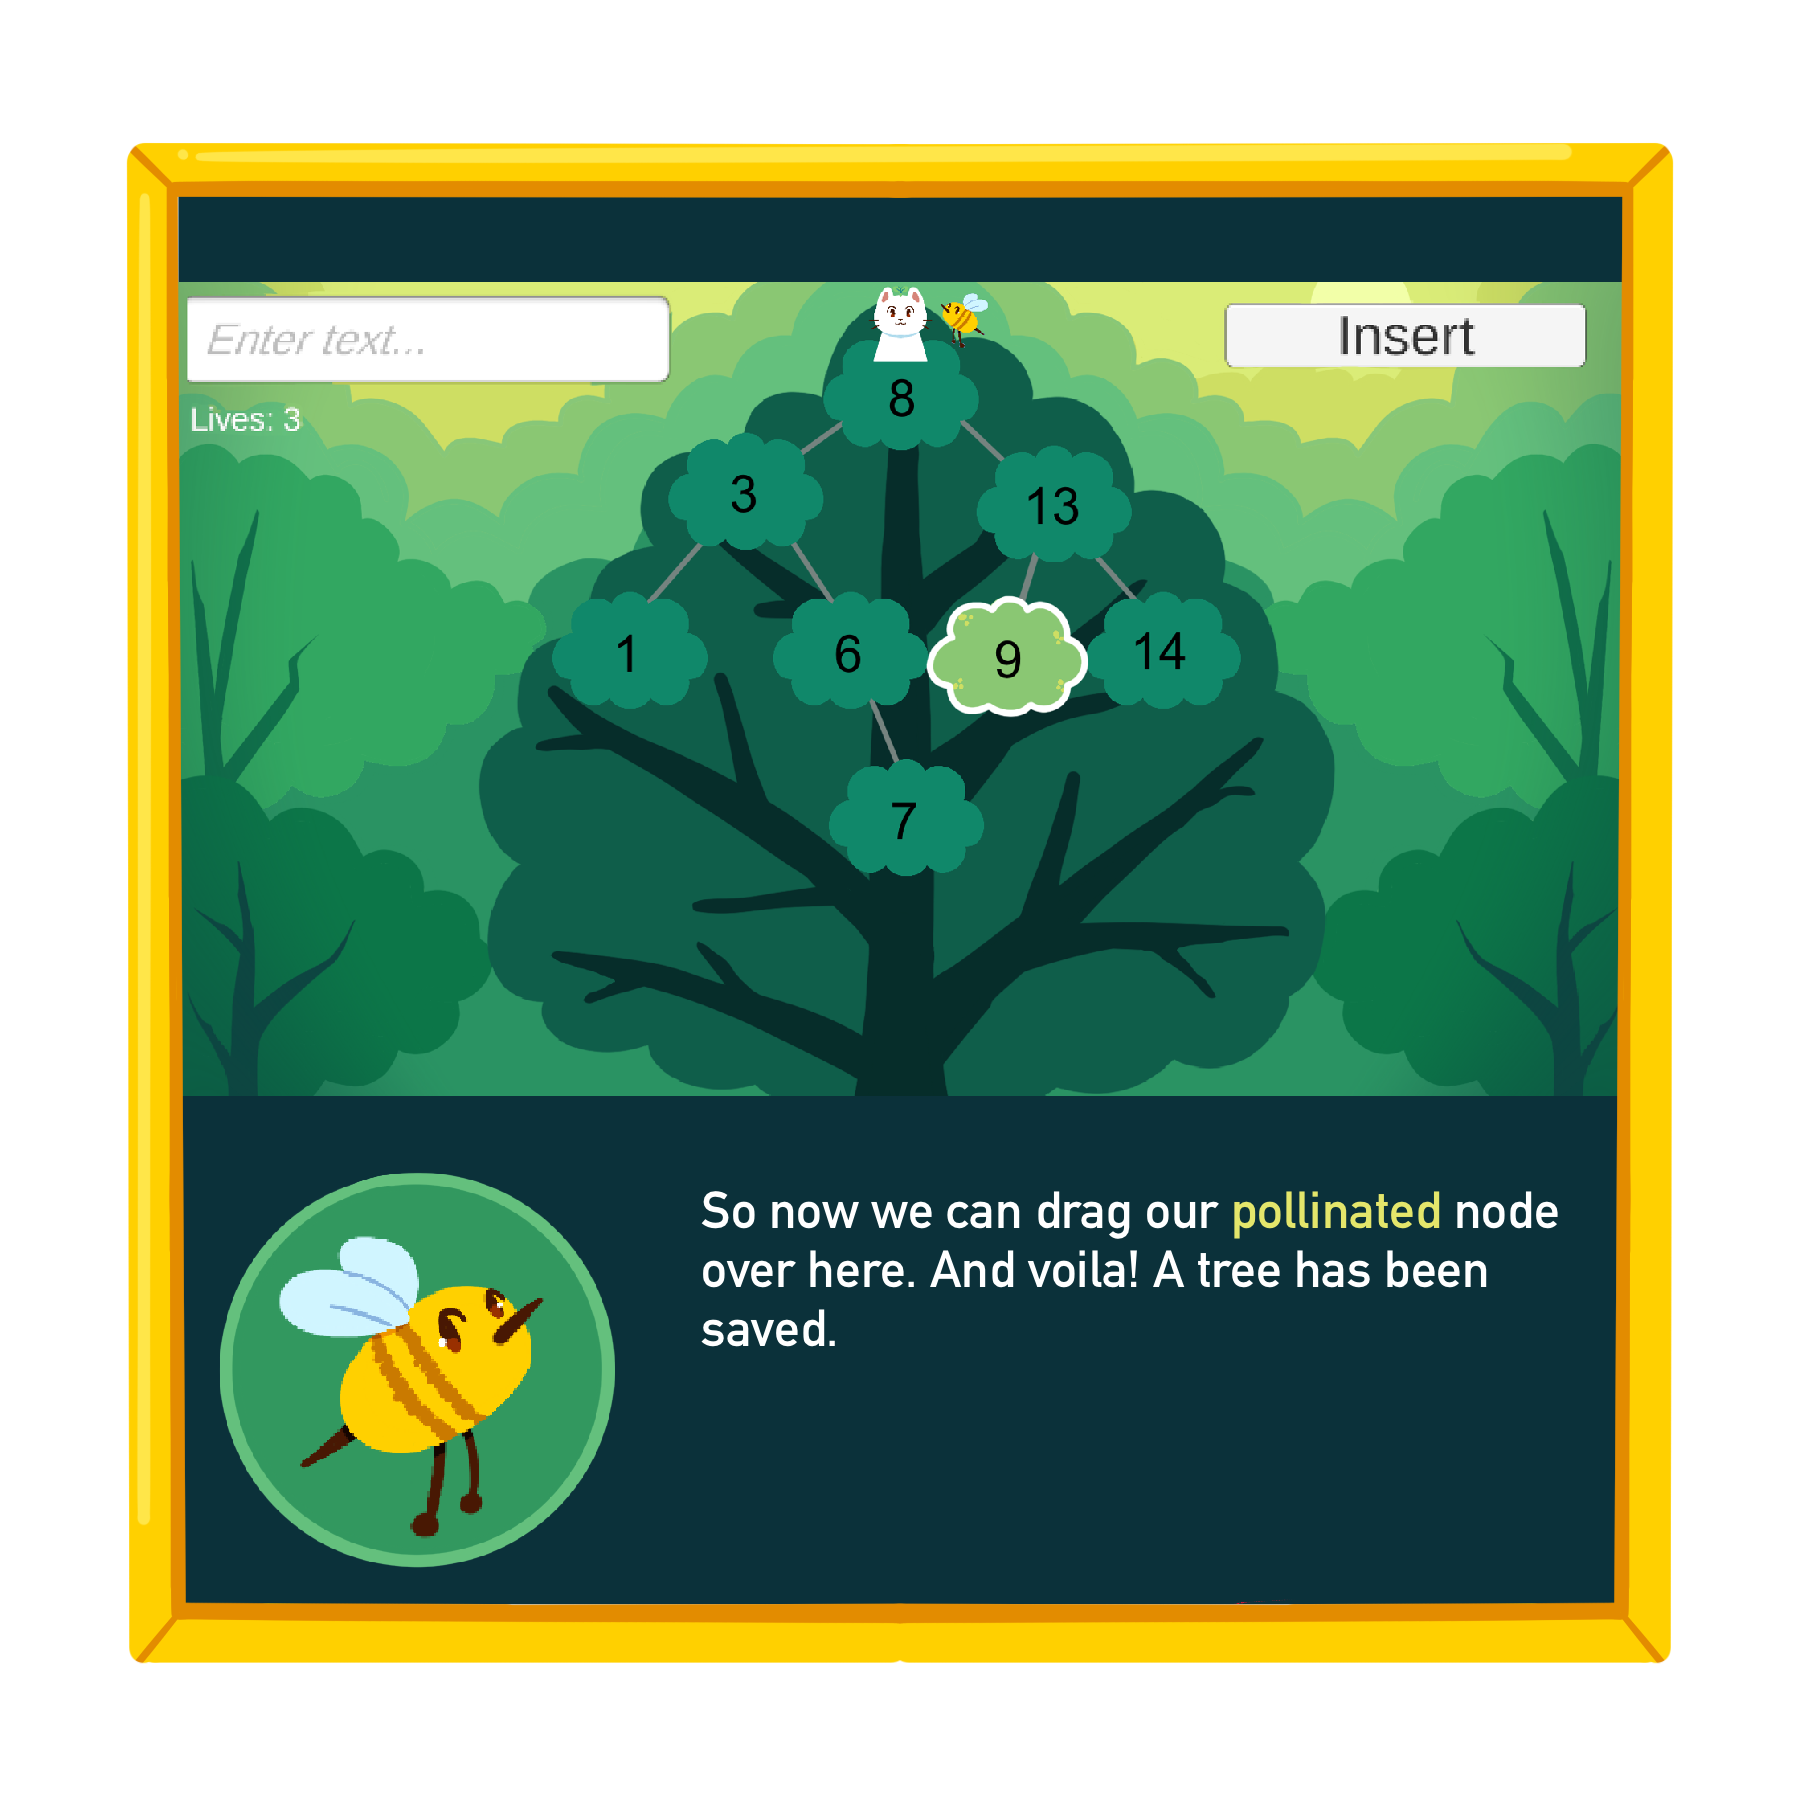 Enter text...
Insert
Lives: 3
8
3
13
1
6
9
14
7
So now we can drag our pollinated node
over here. And voila! A tree has been
saved.